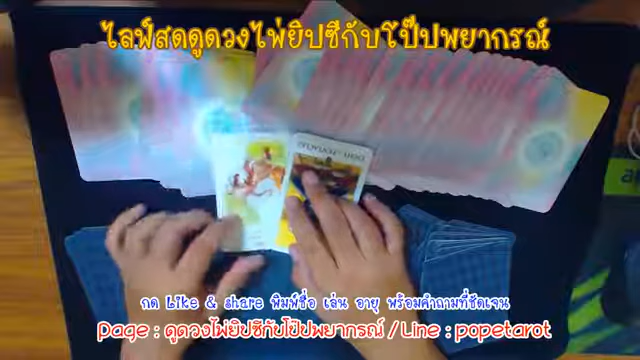 ไลฟ์สดดูดวงไพ่ยิปซีกับโป๊ปพยากรณ์
กด Like & share พิมพ์ชื่อ เล่น อายุ พร้อมคำถามที่ชัดเจน
Page : ดูดวงไพ่ยิปซีกับโป๊ปพยากรณ์ / Line : popetarot